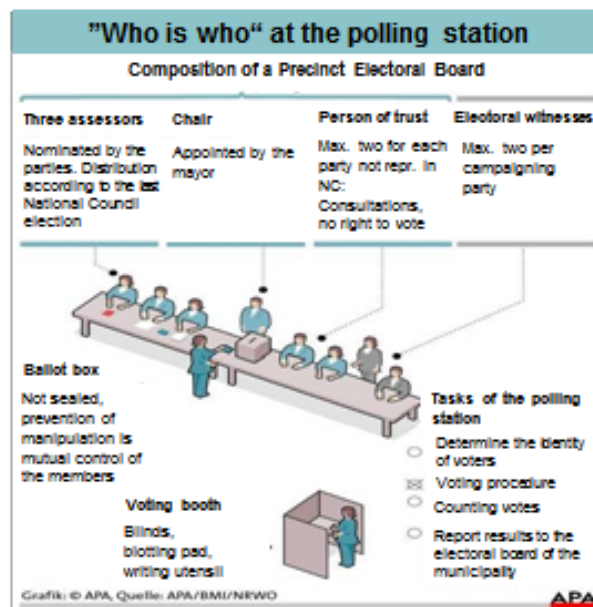 ”Who is who“ at the polling station
Composition of a Precinct Electoral Board
Three assessors
Nominated by the
parties. Distribution
according to the last
National Council
election
Chair
Appointed by the
mayor
Person of trust
Max. two for each
party not repr. in
NC:
Consultations,
no right to vote
Electoral witnesses
Max. two per
campaigning
party
Ballot box
Not sealed,
prevention of
manipulation is
mutual control of
the members
Voting booth
Blinds,
blotting pad,
writing utensil
Tasks of the polling
station
Determine the identity
of voters
Voting procedure
Counting votes
Report results to the
electoral board of the
municipality
Grafik: © APA, Quelle: APA/BMI/NRWO
APA